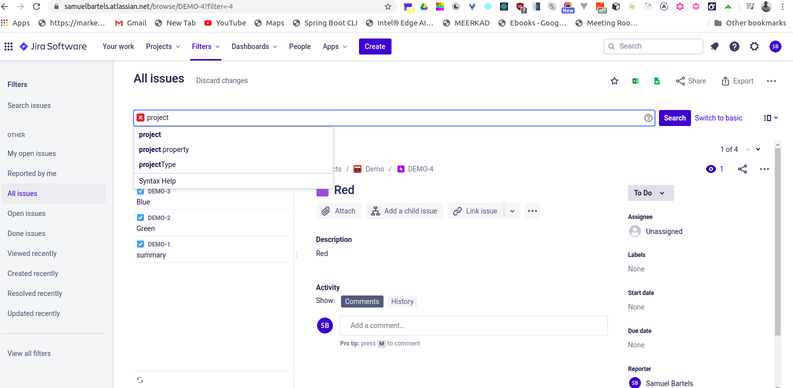 samuelbartels.atlassian.net/browse/DEMO-4?filter=-4
Apps
https://marke...
Gmail
New Tab
YouTube
Maps
Spring Boot CLI
Intel® Edge AI...
MEERKAD
Ebooks - Goog...
Meeting Roo...
Other bookmarks
Jira Software
Your work
Projects
Filters
Dashboards
People
Apps
Create
Search
SB
Filters
Search issues
OTHER
My open issues
Reported by me
All issues
Open issues
Done issues
Viewed recently
Created recently
Resolved recently
Updated recently
View all filters
All issues
Discard changes
Share
Export
project
Search
Switch to basic
project
project.property
projectType
Syntax Help
DEMO-3
Blue
DEMO-2
Green
DEMO-1
summary
1 of 4
cts / Demo / DEMO-4
1
Red
Attach
Add a child issue
Link issue
Description
Red
Activity
Show:
Comments
History
SB
Add a comment...
Pro tip: press M to comment
To Do
Assignee
Unassigned
Labels
None
Start date
None
Due date
None
Reporter
SB
Samuel Bartels